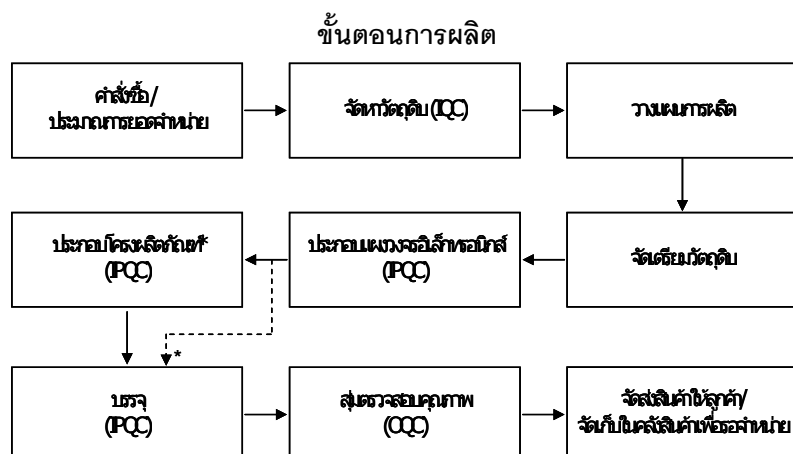 ขั้นตอนการผลิต
คำสั่งซื้อ/
ประมาณการยอดจำหน่าย
จัดหาวัตถุดิบ (IQC)
วางแผนการผลิต
ประกอบโครงผลิตภัณฑ์*
(IPQC)
ประกอบแผงวงจรอิเล็กทรอนิกส์
(IPQC)
จัดเตรียมวัตถุดิบ
*
บรรจุ
(IPQC)
สุ่มตรวจสอบคุณภาพ
(OQC)
จัดส่งสินค้าให้ลูกค้า/
จัดเก็บในคลังสินค้าเพื่อรอจำหน่าย